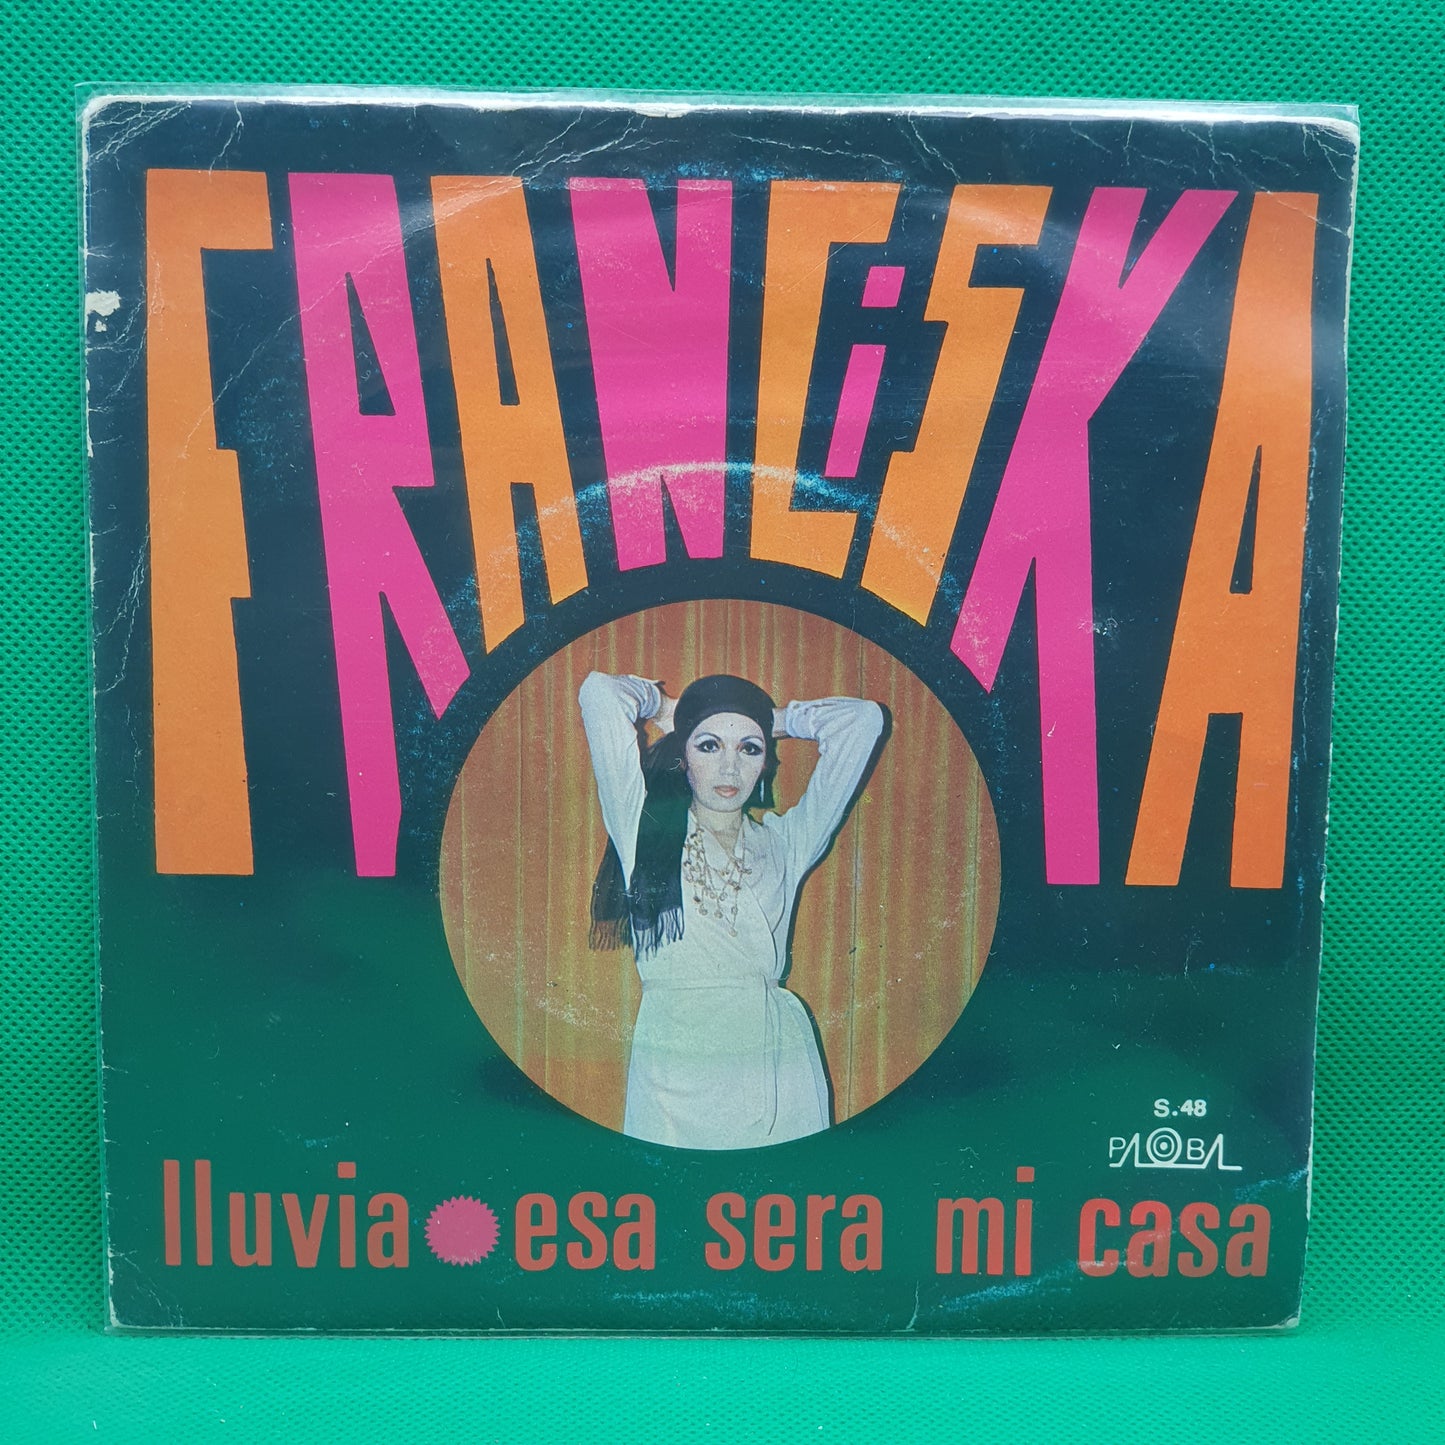 FRANCiSKA
S.48
PALOBAL
lluvia esa sera mi casa